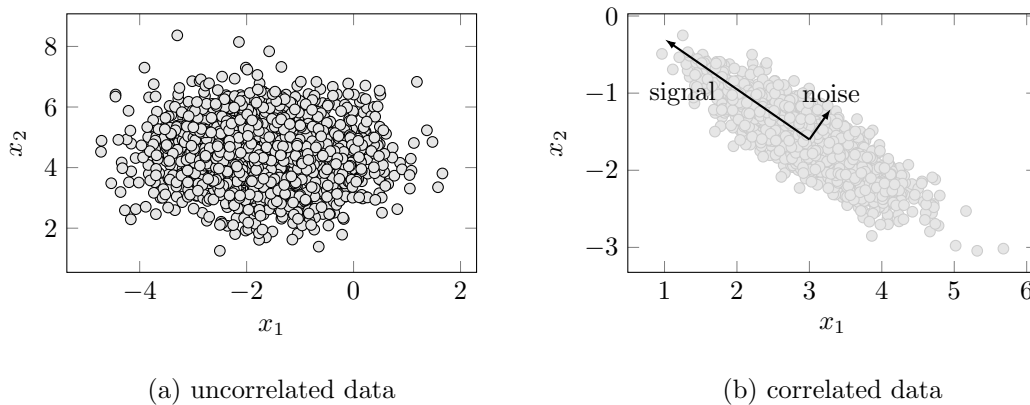 8
6
4
2
x₂
−4
−2
0
2
x₁
(a) uncorrelated data
0
−1
−2
−3
x₂
signal
noise
1
2
3
4
5
6
x₁
(b) correlated data